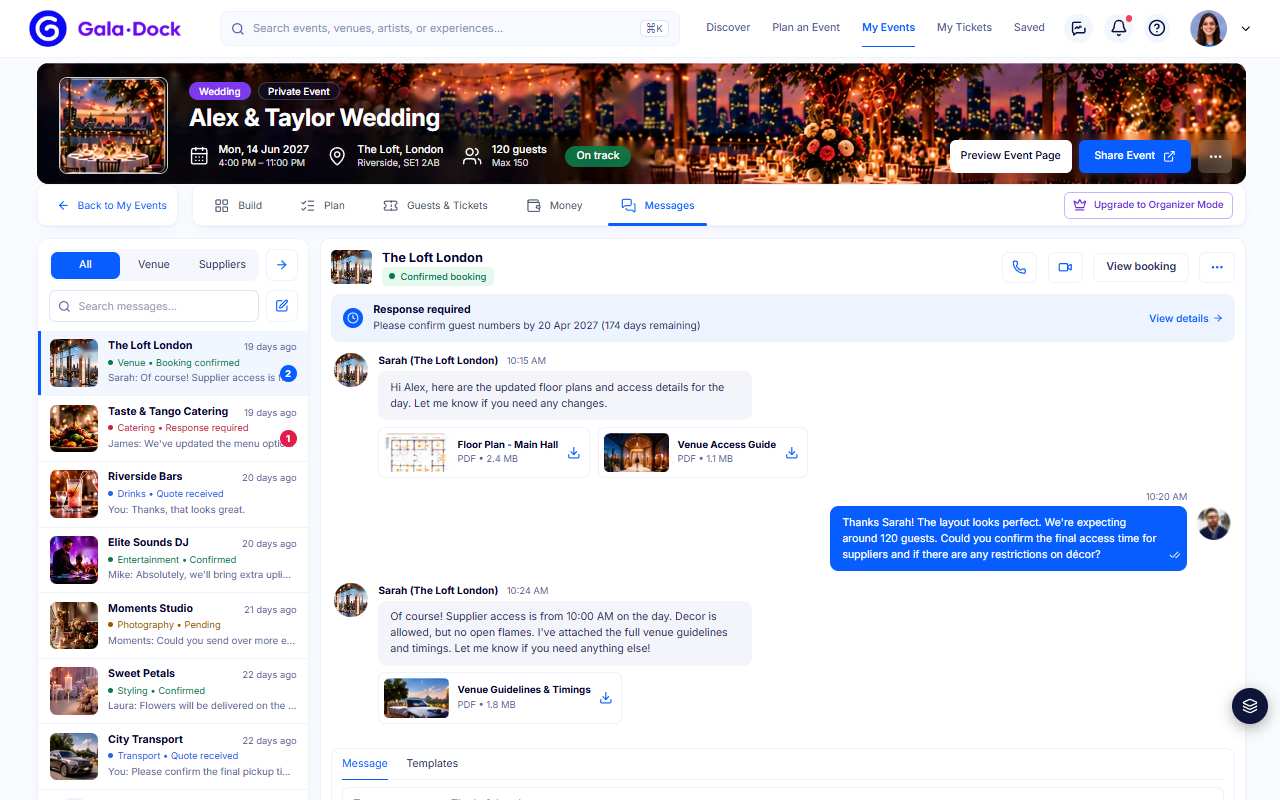 Gala·Dock
Search events, venues, artists, or experiences...
⌘K
Discover
Plan an Event
My Events
My Tickets
Saved
Wedding
Private Event
Alex & Taylor Wedding
Mon, 14 Jun 2027
4:00 PM – 11:00 PM
The Loft, London
Riverside, SE1 2AB
120 guests
Max 150
On track
Preview Event Page
Share Event
Back to My Events
Build
Plan
Guests & Tickets
Money
Messages
Upgrade to Organizer Mode
All
Venue
Suppliers
Search messages...
The Loft London
19 days ago
Venue • Booking confirmed
Sarah: Of course! Supplier access is
2
Taste & Tango Catering
19 days ago
Catering • Response required
James: We've updated the menu
1
Riverside Bars
20 days ago
Drinks • Quote received
You: Thanks, that looks great.
Elite Sounds DJ
20 days ago
Entertainment • Confirmed
Mike: Absolutely, we'll bring extra upli...
Moments Studio
21 days ago
Photography • Pending
Moments: Could you send over more e...
Sweet Petals
22 days ago
Styling • Confirmed
Laura: Flowers will be delivered on the ...
City Transport
22 days ago
Transport • Quote received
You: Please confirm the final pickup ti...
The Loft London
Confirmed booking
View booking
Response required
Please confirm guest numbers by 20 Apr 2027 (174 days remaining)
View details
Sarah (The Loft London)
10:15 AM
Hi Alex, here are the updated floor plans and access details for the
day. Let me know if you need any changes.
Floor Plan - Main Hall
PDF • 2.4 MB
Venue Access Guide
PDF • 1.1 MB
10:20 AM
Thanks Sarah! The layout looks perfect. We're expecting
around 120 guests. Could you confirm the final access time for
suppliers and if there are any restrictions on décor?
Sarah (The Loft London)
10:24 AM
Of course! Supplier access is from 10:00 AM on the day. Decor is
allowed, but no open flames. I've attached the full venue guidelines
and timings. Let me know if you need anything else!
Venue Guidelines & Timings
PDF • 1.8 MB
Message
Templates